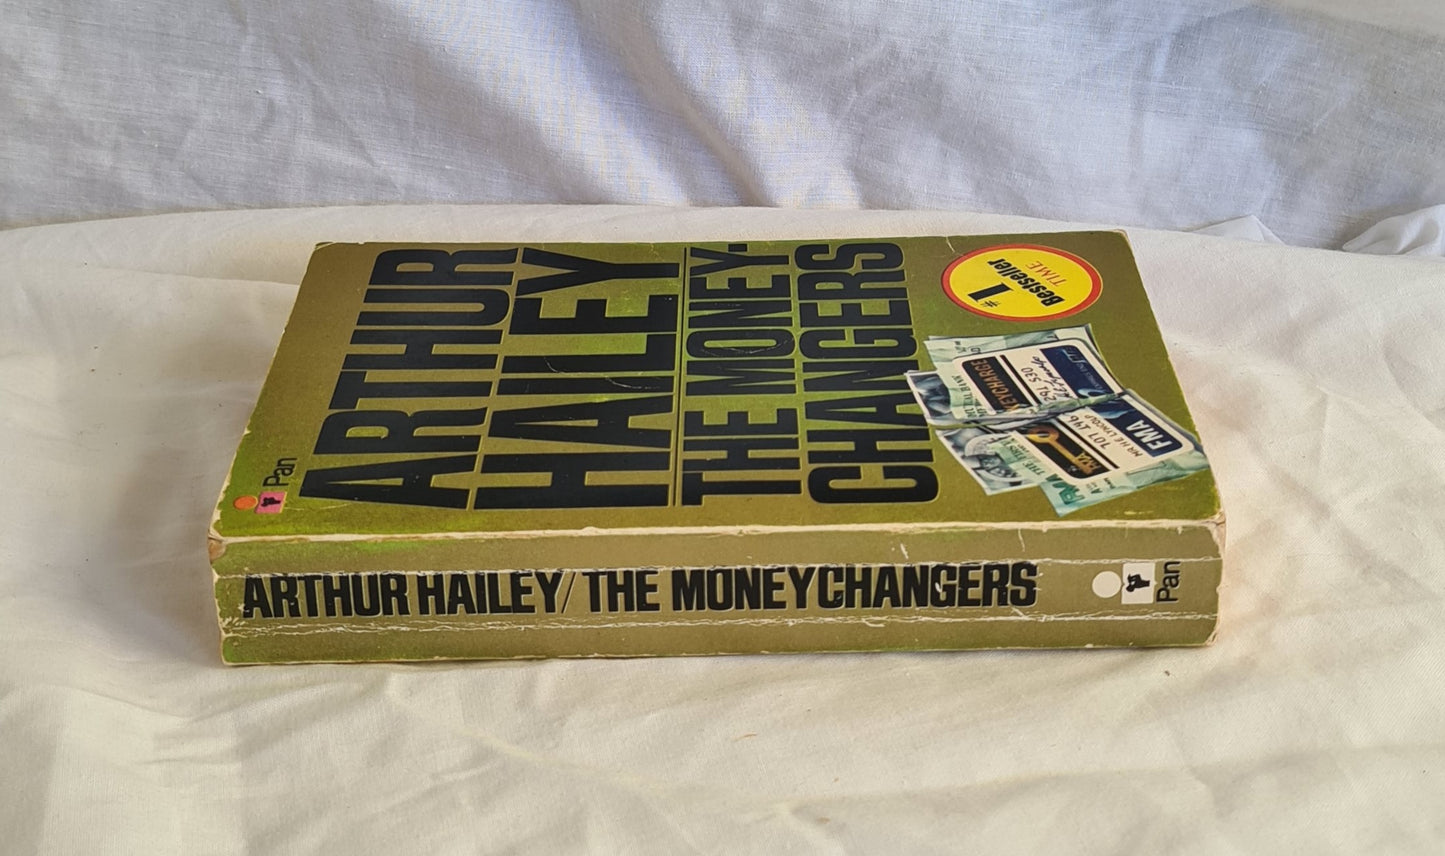 ARTHUR
HAILEY
THE MONEY-
CHANGERS
#1
Bestseller
TIME
Pan
FMA
ARTHUR HAILEY/THE MONEYCHANGERS
Pan